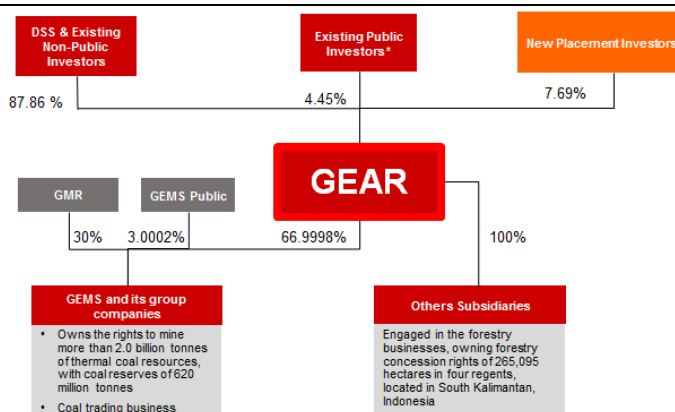 DSS & Existing
Non-Public
Investors
Existing Public
Investors*
New Placement Investors
87.86 %
4.45%
7.69%
GEAR
GMR
GEMS Public
30%
3.0002%
66.9998%
100%
GEMS and its group
companies
• Owns the rights to mine
more than 2.0 billion tonnes
of thermal coal resources,
with coal reserves of 620
million tonnes
• Coal trading business
Others Subsidiaries
Engaged in the forestry
businesses, owning forestry
concession rights of 265,095
hectares in four regents,
located in South Kalimantan,
Indonesia